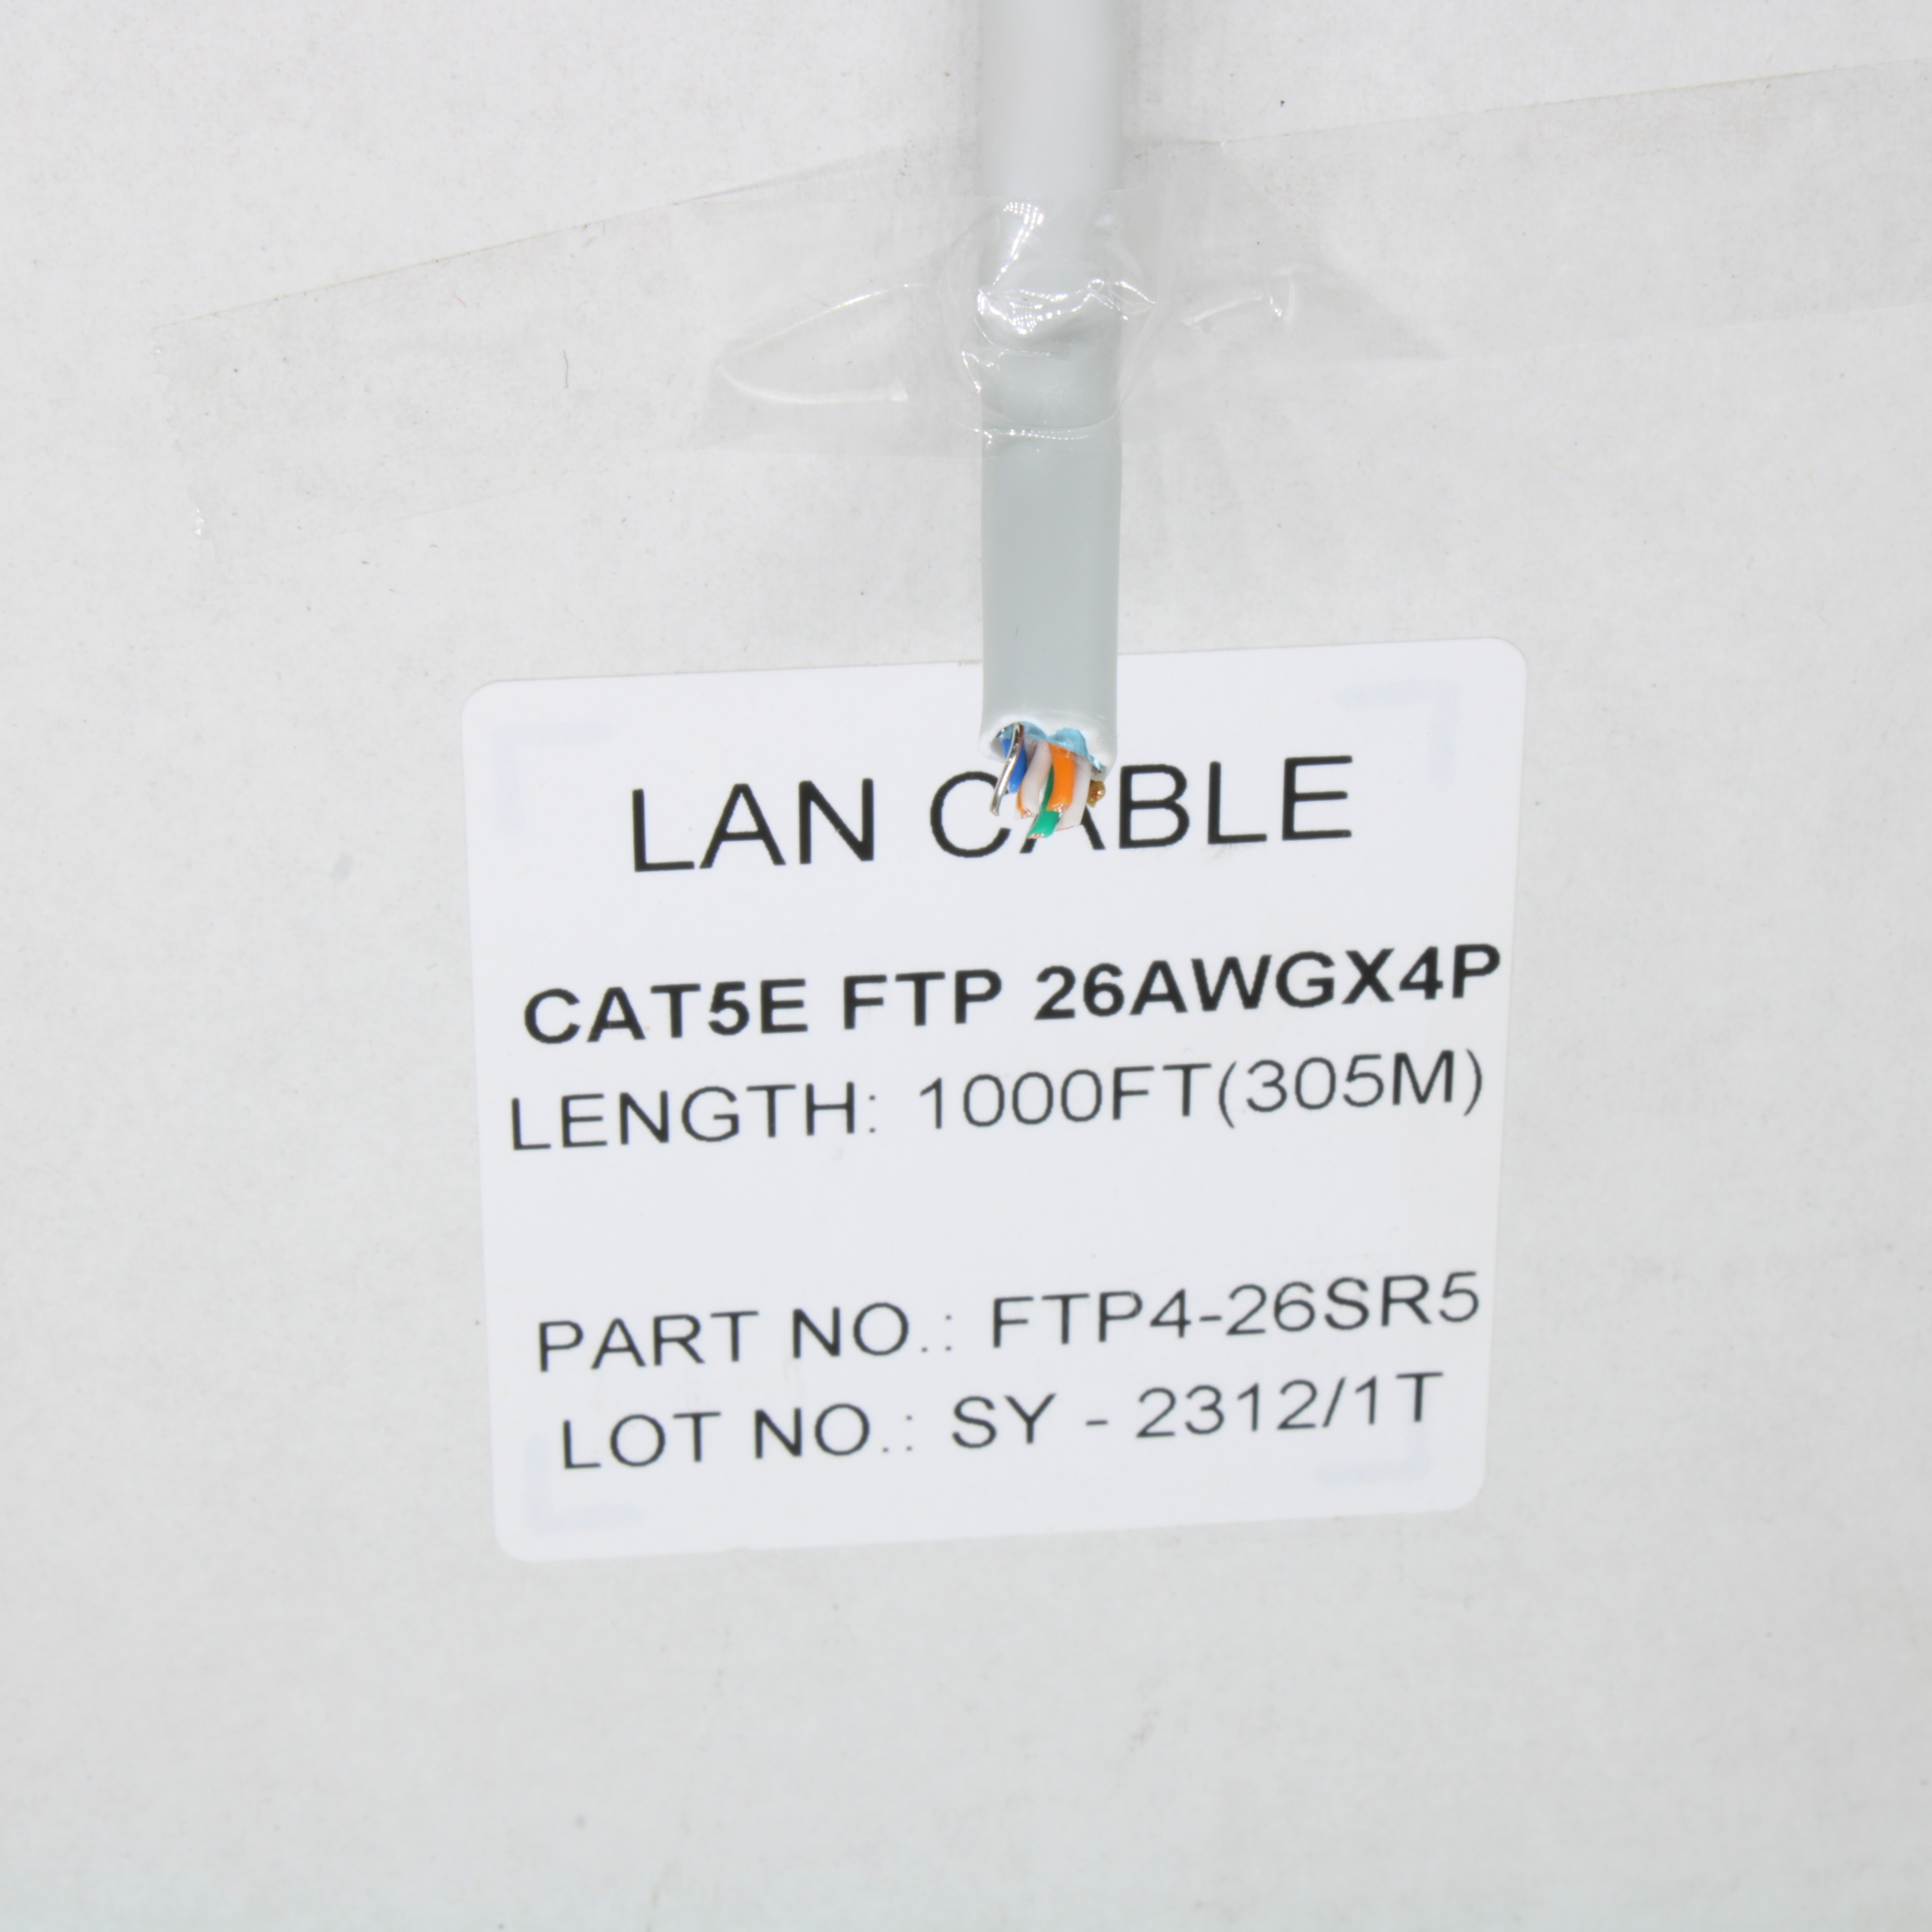 LAN CABLE
CAT5E FTP 26AWGX4P
LENGTH: 1000FT(305M)
PART NO.: FTP4-26SR5
LOT NO.: SY - 2312/1T